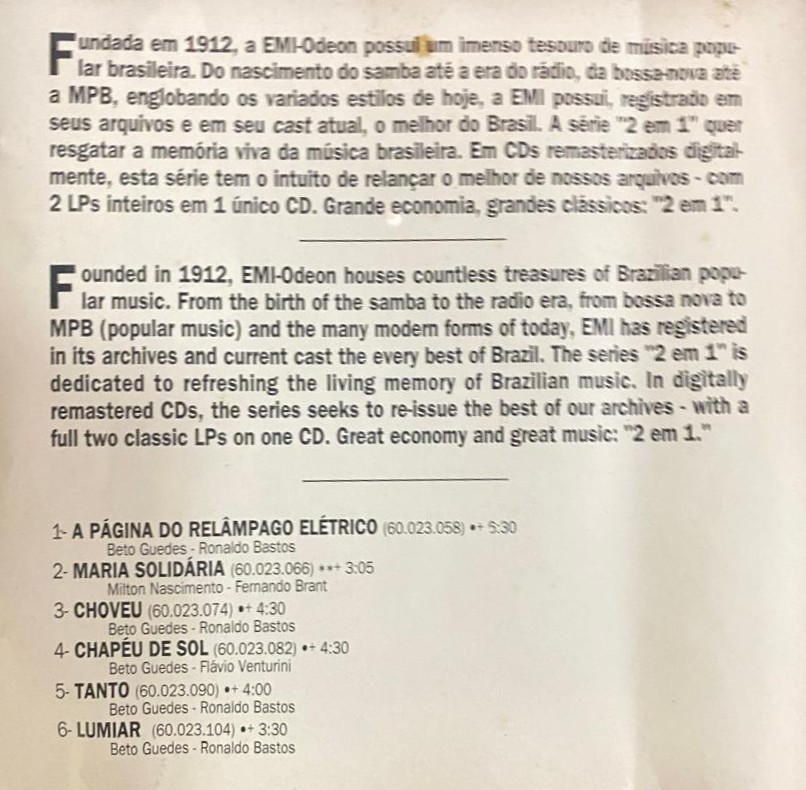 Fundada em 1912, a EMI-Odeon possui um imenso tesouro de música popu-
lar brasileira. Do nascimento do samba até a era do rádio, da bossa-nova até
a MPB, englobando os variados estilos de hoje, a EMI possui, registrado em
seus arquivos e em seu cast atual, o melhor do Brasil. A série "2 em 1" quer
resgatar a memória viva da música brasileira. Em CDs remasterizados digital-
mente, esta série tem o intuito de relançar o melhor de nossos arquivos - com
2 LPs inteiros em 1 único CD. Grande economia, grandes clássicos: "2 em 1".
Founded in 1912, EMI-Odeon houses countless treasures of Brazilian popu-
lar music. From the birth of the samba to the radio era, from bossa nova to
MPB (popular music) and the many modern forms of today, EMI has registered
in its archives and current cast the every best of Brazil. The series "2 em 1" is
dedicated to refreshing the living memory of Brazilian music. In digitally
remastered CDs, the series seeks to re-issue the best of our archives - with a
full two classic LPs on one CD. Great economy and great music: "2 em 1."
1- A PÁGINA DO RELÂMPAGO ELÉTRICO (60.023.058) •+ 5:30
Beto Guedes - Ronaldo Bastos
2- MARIA SOLIDÁRIA (60.023.066) •*+ 3:05
Milton Nascimento - Fernando Brant
3- CHOVEU (60.023.074) •+ 4:30
Beto Guedes - Ronaldo Bastos
4- CHAPÉU DE SOL (60.023.082) •+ 4:30
Beto Guedes - Flávio Venturini
5- TANTO (60.023.090) •+ 4:00
Beto Guedes - Ronaldo Bastos
6- LUMIAR (60.023.104) •+ 3:30
Beto Guedes - Ronaldo Bastos